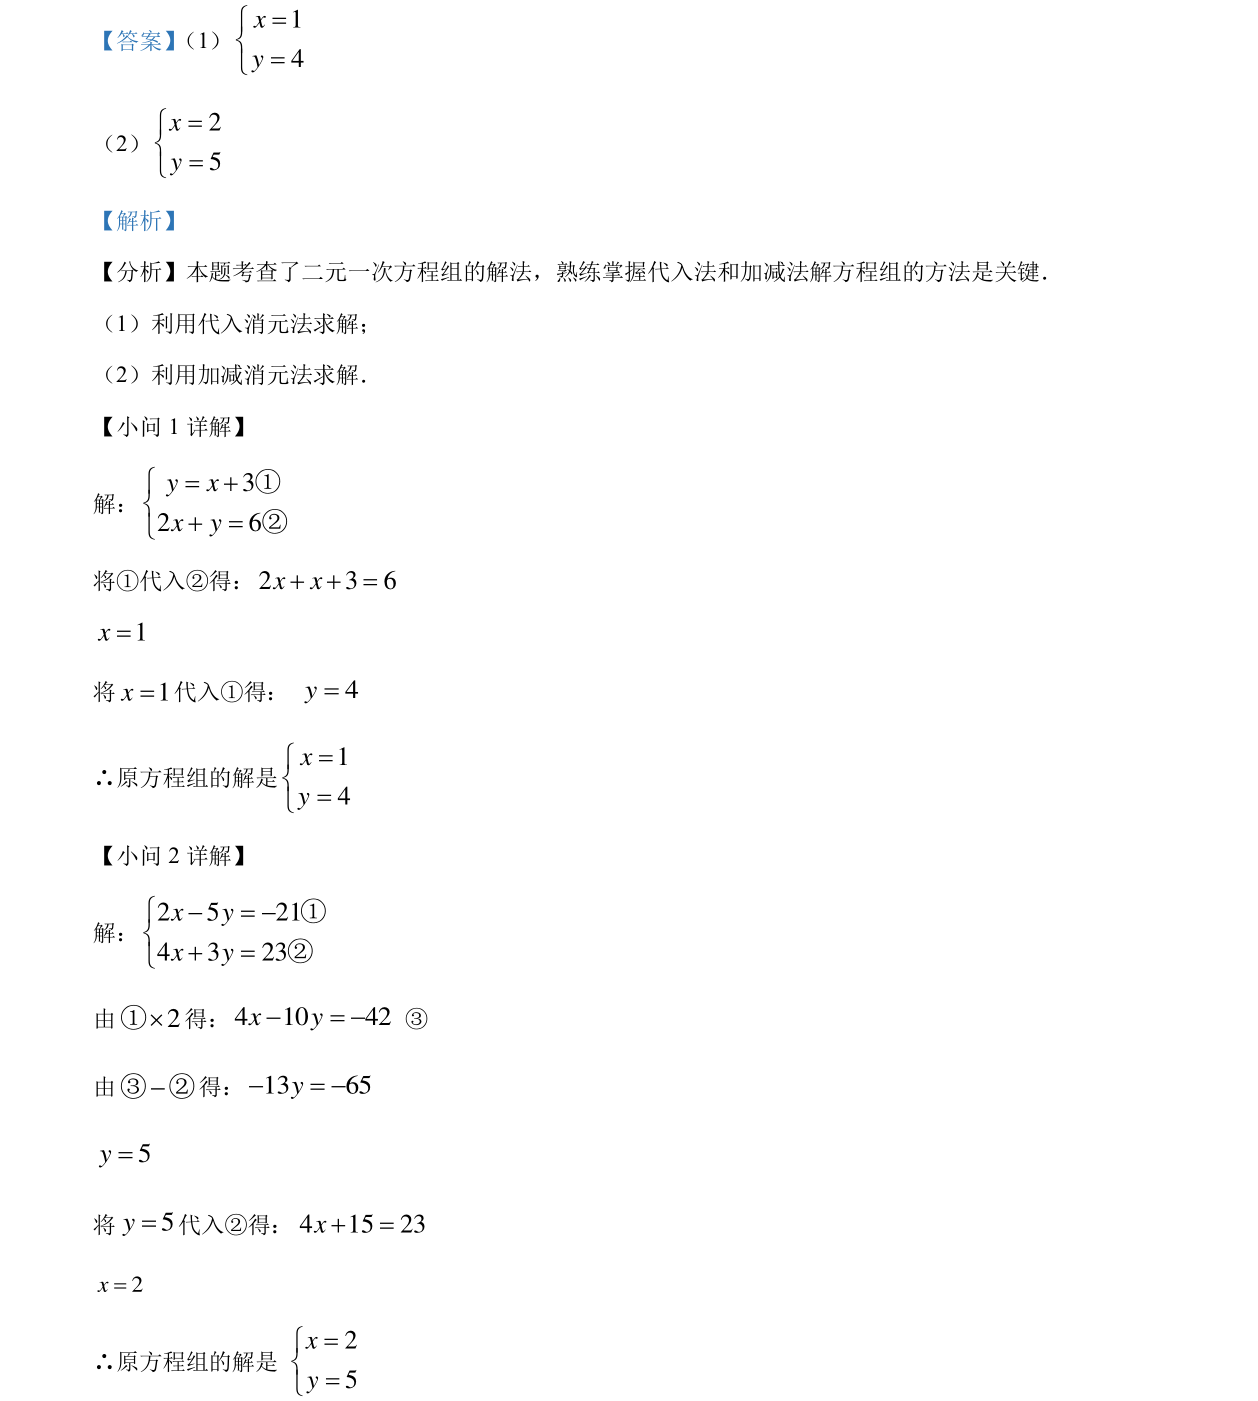 【答案】（1）{x=1
y=4
（2）{x=2
y=5
【解析】
【分析】本题考查了二元一次方程组的解法，熟练掌握代入法和加减法解方程组的方法是关键．
（1）利用代入消元法求解；
（2）利用加减消元法求解．
【小问 1 详解】
解：{y=x+3①
2x+y=6②
将①代入②得：2x+x+3=6
x=1
将x=1代入①得： y=4
∴原方程组的解是{x=1
y=4
【小问 2 详解】
解：{2x−5y=−21①
4x+3y=23②
由①×2得：4x−10y=−42 ③
由③−②得：−13y=−65
y=5
将y=5代入②得：4x+15=23
x=2
∴原方程组的解是 {x=2
y=5